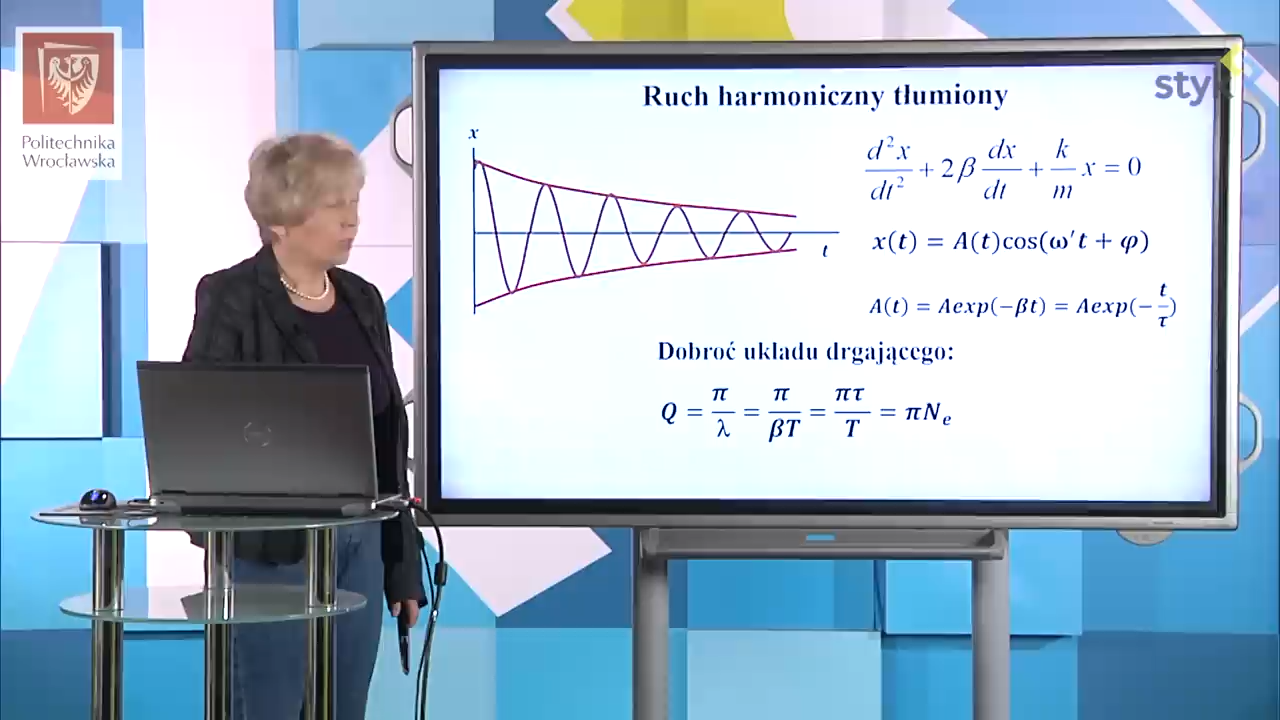 Politechnika
Wrocławska
styk
Ruch harmoniczny tłumiony
x
t
d²x/dt² + 2β dx/dt + k/m x = 0
x(t) = A(t)cos(ω't + φ)
A(t) = Aexp(−βt) = Aexp(−t/τ)
Dobroć układu drgającego:
Q = π/λ = π/βT = πτ/T = πNₑ